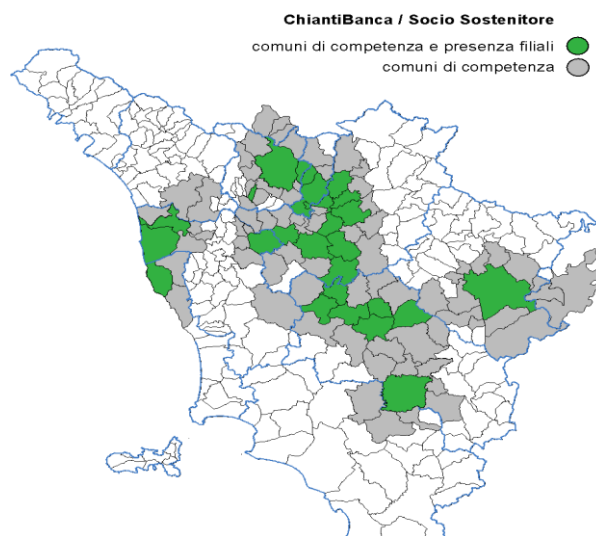 ChiantiBanca / Socio Sostenitore
comuni di competenza e presenza filiali
comuni di competenza